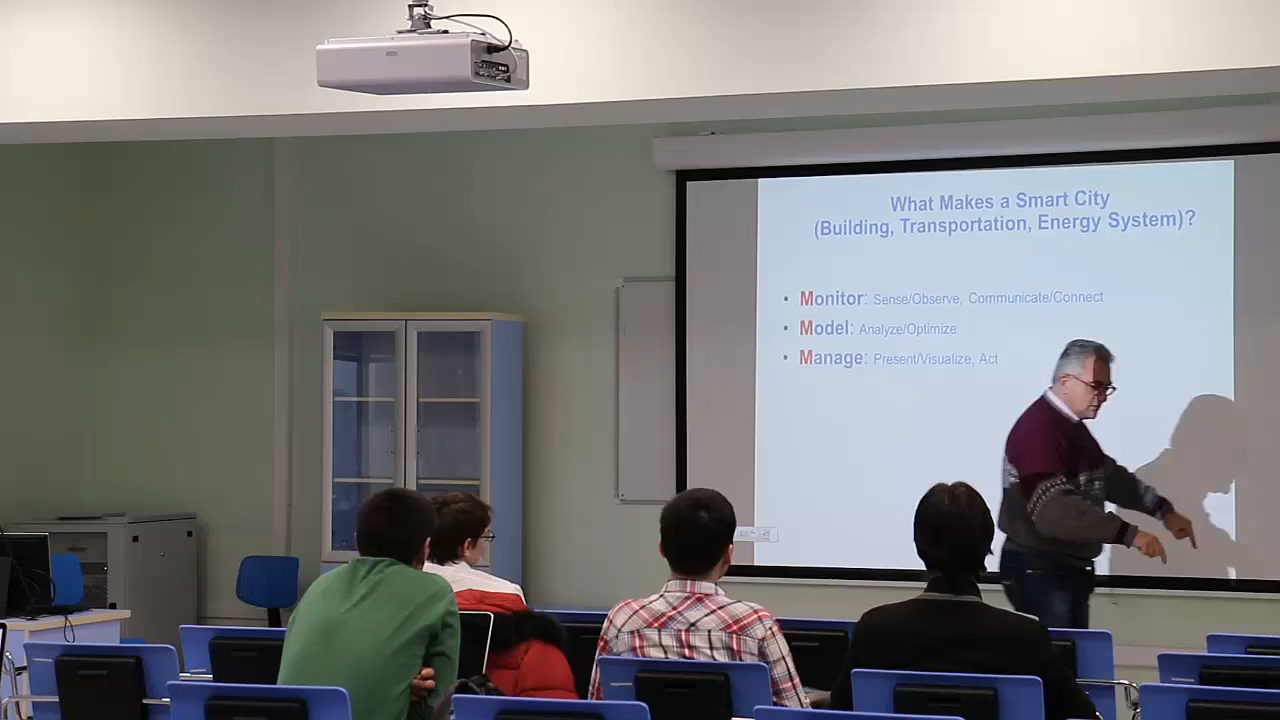 What Makes a Smart City
(Building, Transportation, Energy System)?
• Monitor: Sense/Observe, Communicate/Connect
• Model: Analyze/Optimize
• Manage: Present/Visualize, Act